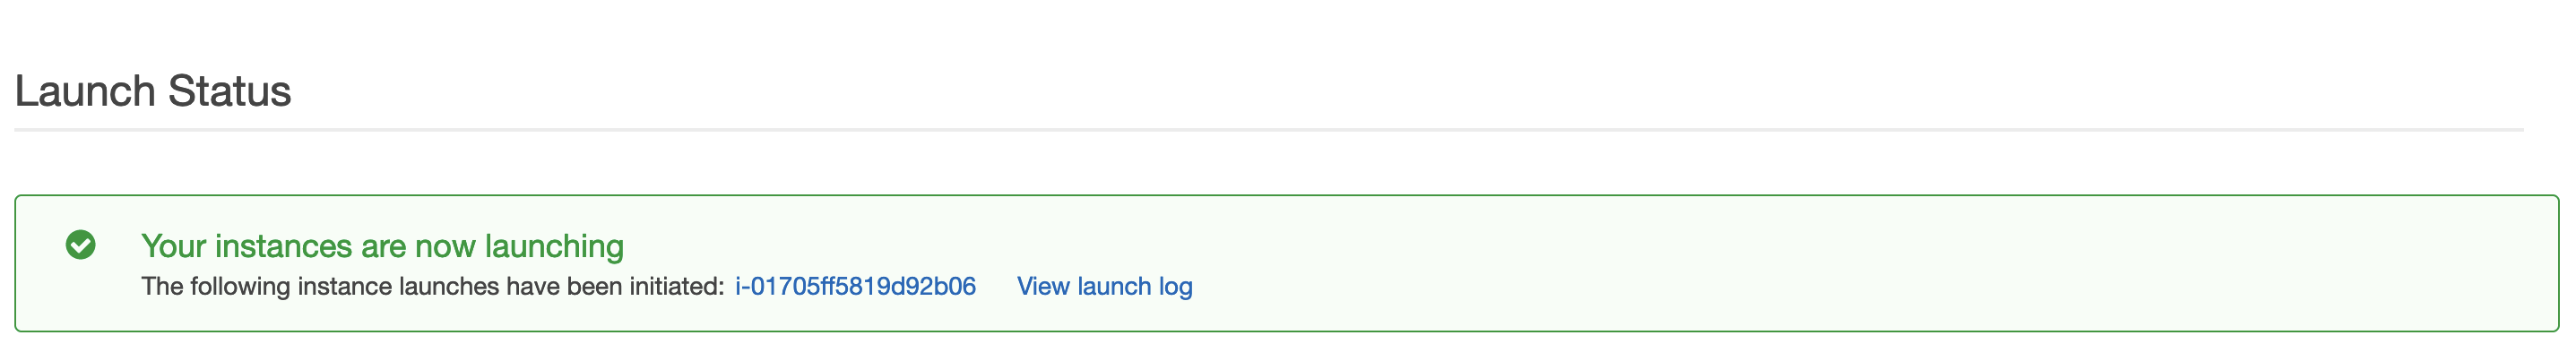 Launch Status
Your instances are now launching
The following instance launches have been initiated: i-01705ff5819d92b06 View launch log